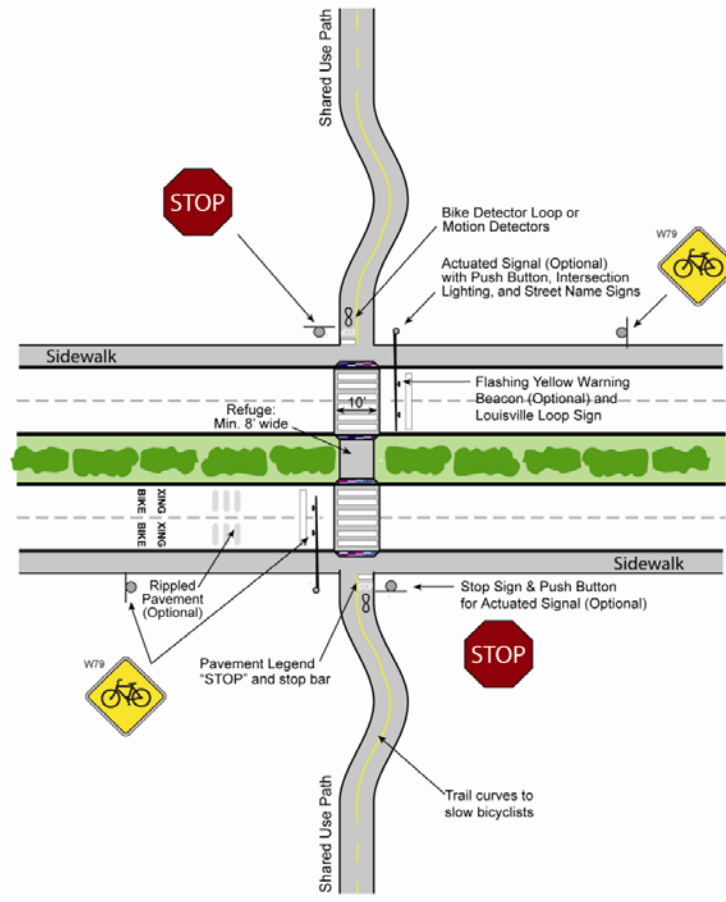 Shared Use Path
STOP
Bike Detector Loop or
Motion Detectors
W79
Actuated Signal (Optional)
with Push Button, Intersection
Lighting, and Street Name Signs
Sidewalk
10'
Flashing Yellow Warning
Beacon (Optional) and
Louisville Loop Sign
Refuge:
Min. 8' wide
BIKE XING
BIKE XING
Sidewalk
Rippled
Pavement
(Optional)
Stop Sign & Push Button
for Actuated Signal (Optional)
STOP
W79
Pavement Legend
"STOP" and stop bar
Trail curves to
slow bicyclists
Shared Use Path